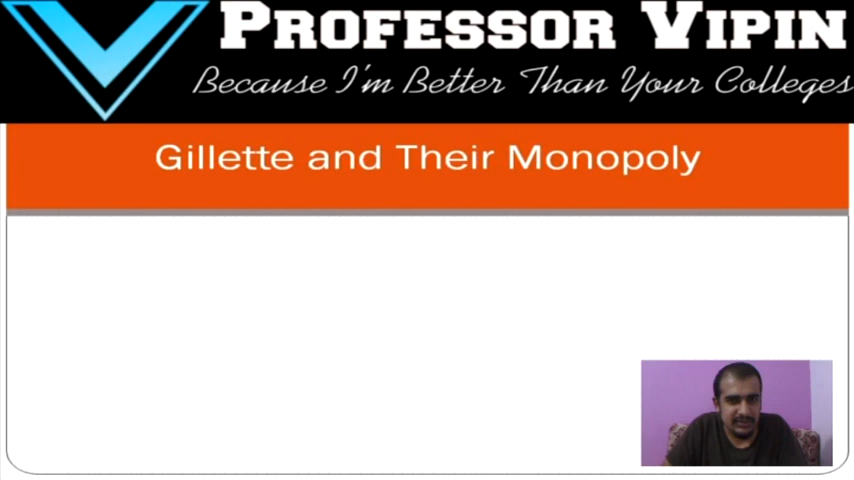 Professor Vipin
Because I'm Better Than Your Colleges
Gillette and Their Monopoly